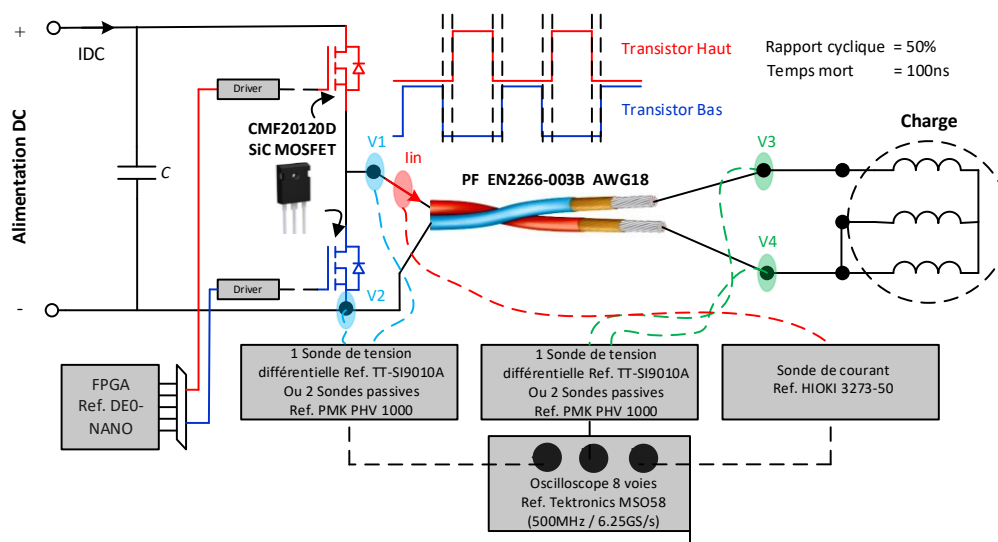 +
IDC
Alimentation DC
C
-
Driver
CMF20120D
SiC MOSFET
Driver
V1
Iin
V2
Transistor Haut
Transistor Bas
Rapport cyclique = 50%
Temps mort = 100ns
PF EN2266-003B AWG18
V3
V4
Charge
FPGA
Ref. DE0-
NANO
1 Sonde de tension
différentielle Ref. TT-SI9010A
Ou 2 Sondes passives
Ref. PMK PHV 1000
1 Sonde de tension
différentielle Ref. TT-SI9010A
Ou 2 Sondes passives
Ref. PMK PHV 1000
Sonde de courant
Ref. HIOKI 3273-50
Oscilloscope 8 voies
Ref. Tektronics MSO58
(500MHz / 6.25GS/s)